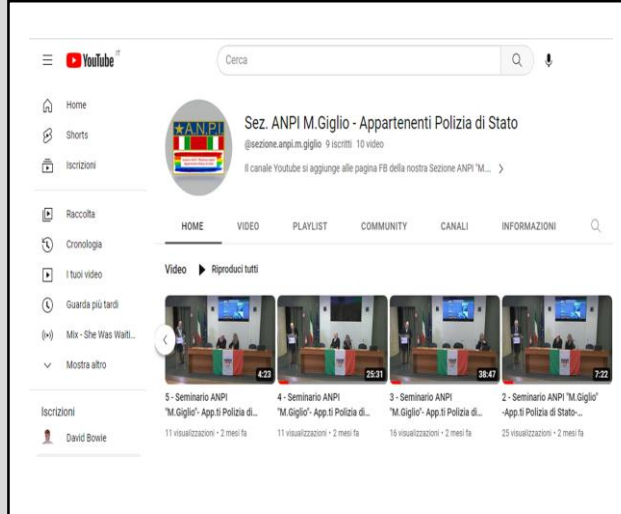 YouTube IT
Cerca
Home
Shorts
Iscrizioni
Raccolta
Cronologia
I tuoi video
Guarda più tardi
Mix - She Was Waiti...
Mostra altro
Iscrizioni
David Bowie
A.N.P.I.
Sez. ANPI M.Giglio - Appartenenti Polizia di Stato
@sezione.anpi.m.giglio 9 iscritti 10 video
Il canale Youtube si aggiunge alle pagina FB della nostra Sezione ANPI "M...
HOME VIDEO PLAYLIST COMMUNITY CANALI INFORMAZIONI
Video Riproduci tutti
4:23
25:31
38:47
7:22
5 - Seminario ANPI
"M.Giglio"- App.ti Polizia di...
11 visualizzazioni • 2 mesi fa
4 - Seminario ANPI
"M.Giglio"- App.ti Polizia di...
11 visualizzazioni • 2 mesi fa
3 - Seminario ANPI
"M.Giglio"- App.ti Polizia di...
16 visualizzazioni • 2 mesi fa
2 - Seminario ANPI "M.Giglio"
-App.ti Polizia di Stato-...
25 visualizzazioni • 2 mesi fa